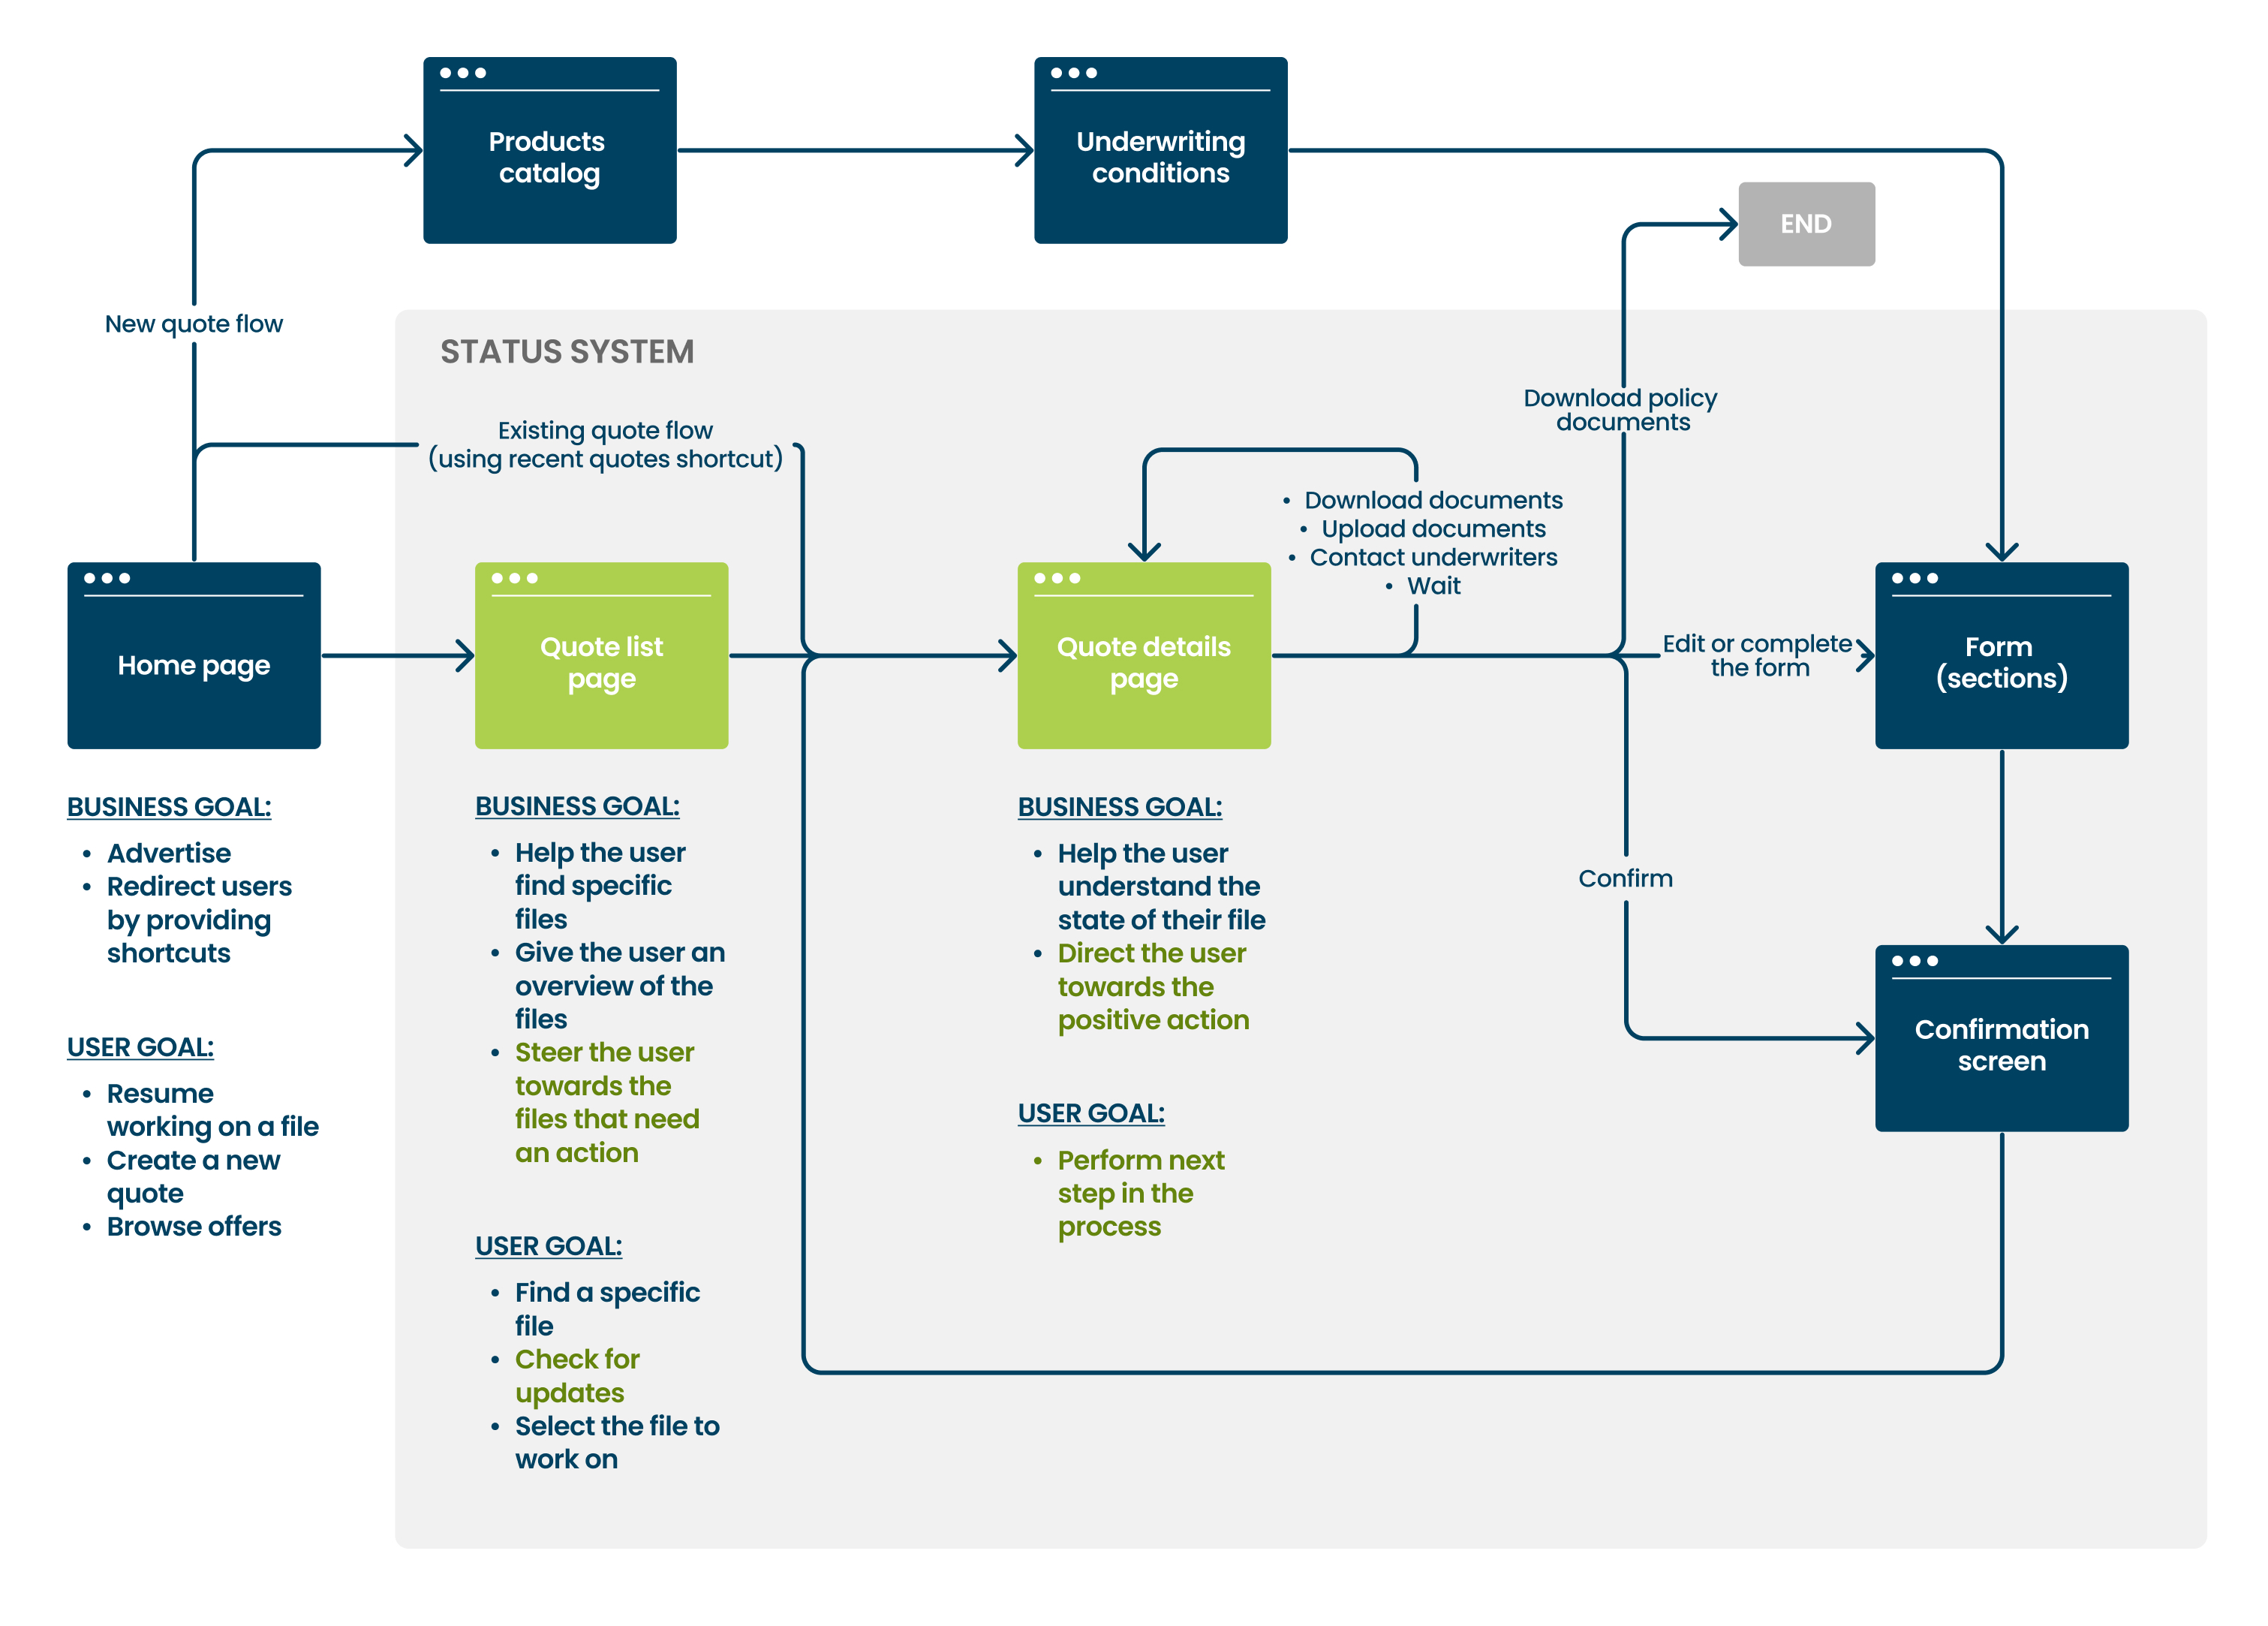 Products
catalog
Underwriting
conditions
END
New quote flow
STATUS SYSTEM
Existing quote flow
(using recent quotes shortcut)
Download policy
documents
• Download documents
• Upload documents
• Contact underwriters
• Wait
Home page
Quote list
page
Quote details
page
Edit or complete
the form
Form
(sections)
BUSINESS GOAL:
• Advertise
• Redirect users
by providing
shortcuts
USER GOAL:
• Resume
working on a file
• Create a new
quote
• Browse offers
BUSINESS GOAL:
• Help the user
find specific
files
• Give the user an
overview of the
files
• Steer the user
towards the
files that need
an action
USER GOAL:
• Find a specific
file
• Check for
updates
• Select the file to
work on
BUSINESS GOAL:
• Help the user
understand the
state of their file
• Direct the user
towards the
positive action
USER GOAL:
• Perform next
step in the
process
Confirm
Confirmation
screen